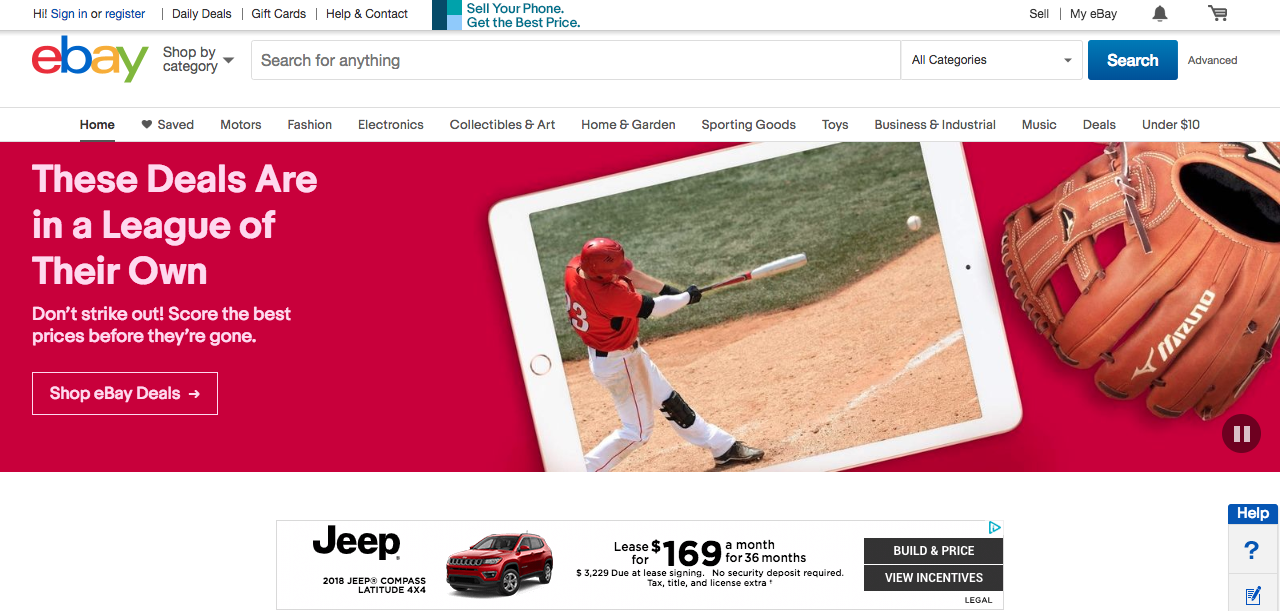 Hi! Sign in or register
Daily Deals
Gift Cards
Help & Contact
Sell Your Phone.
Get the Best Price.
Sell
My eBay
ebay
Shop by
category
Search for anything
All Categories
Search
Advanced
Home
Saved
Motors
Fashion
Electronics
Collectibles & Art
Home & Garden
Sporting Goods
Toys
Business & Industrial
Music
Deals
Under $10
These Deals Are
in a League of
Their Own
Don't strike out! Score the best
prices before they're gone.
Shop eBay Deals →
23
MIZUNO
Jeep
2018 JEEP® COMPASS
LATITUDE 4X4
Lease for $169 a month
for 36 months
$ 3,229 Due at lease signing. No security deposit required.
Tax, title, and license extra †
BUILD & PRICE
VIEW INCENTIVES
LEGAL
Help
?